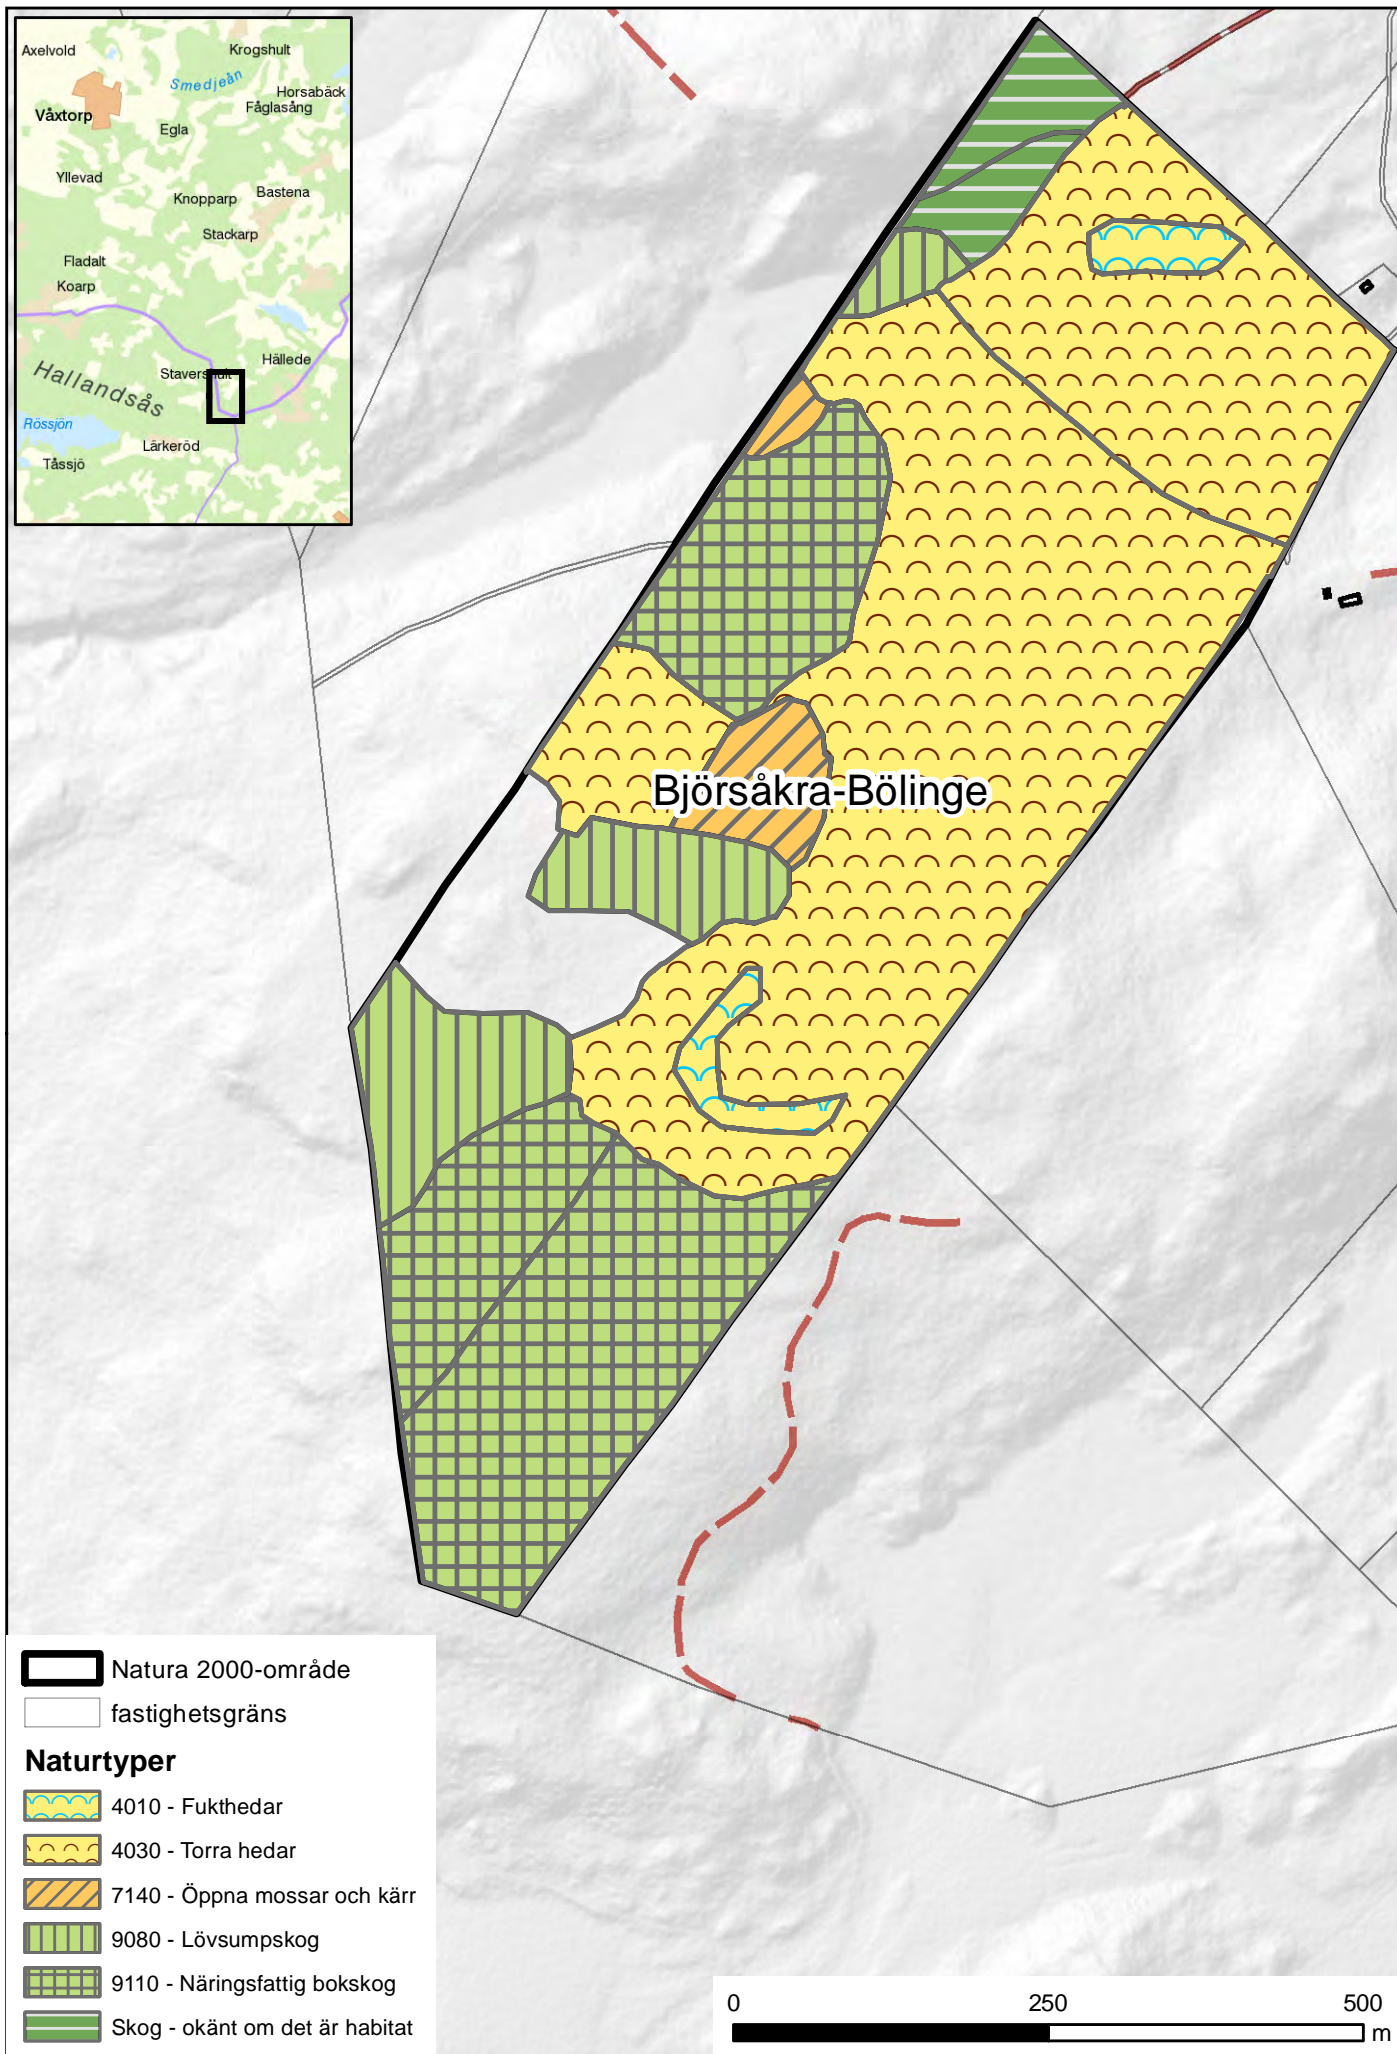 Axelvold
Krogshult
Smedjeån
Horsabäck
Fåglasång
Våxtorp
Egla
Yllevad
Knopparp
Bastena
Stackarp
Fladalt
Koarp
Hällede
Stavershult
Hallandsås
Rössjön
Lärkeröd
Tåssjö
Björsåkra-Bölinge
Natura 2000-område
fastighetsgräns
Naturtyper
4010 - Fukthedar
4030 - Torra hedar
7140 - Öppna mossar och kärr
9080 - Lövsumpskog
9110 - Näringsfattig bokskog
Skog - okänt om det är habitat
0 250 500
m